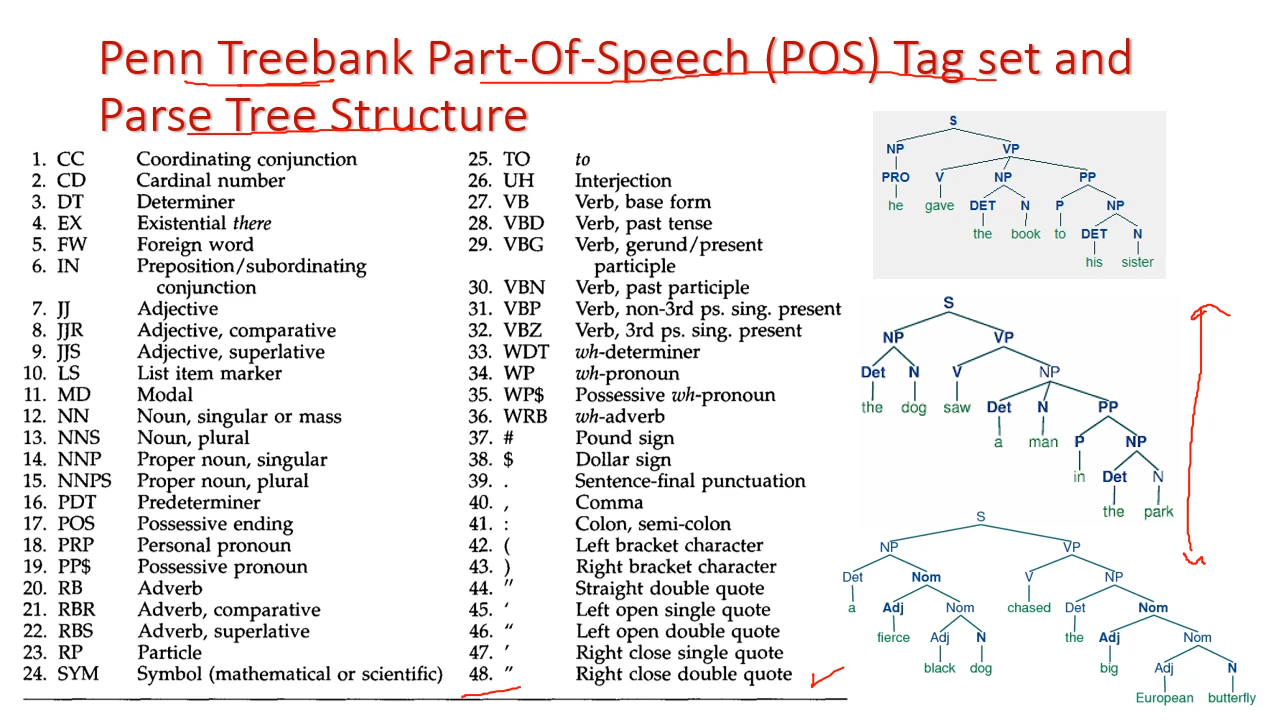 Penn Treebank Part-Of-Speech (POS) Tag set and
Parse Tree Structure
1. CC Coordinating conjunction
2. CD Cardinal number
3. DT Determiner
4. EX Existential there
5. FW Foreign word
6. IN Preposition/subordinating
conjunction
7. JJ Adjective
8. JJR Adjective, comparative
9. JJS Adjective, superlative
10. LS List item marker
11. MD Modal
12. NN Noun, singular or mass
13. NNS Noun, plural
14. NNP Proper noun, singular
15. NNPS Proper noun, plural
16. PDT Predeterminer
17. POS Possessive ending
18. PRP Personal pronoun
19. PP$ Possessive pronoun
20. RB Adverb
21. RBR Adverb, comparative
22. RBS Adverb, superlative
23. RP Particle
24. SYM Symbol (mathematical or scientific)
25. TO to
26. UH Interjection
27. VB Verb, base form
28. VBD Verb, past tense
29. VBG Verb, gerund/present
participle
30. VBN Verb, past participle
31. VBP Verb, non-3rd ps. sing. present
32. VBZ Verb, 3rd ps. sing. present
33. WDT wh-determiner
34. WP wh-pronoun
35. WP$ Possessive wh-pronoun
36. WRB wh-adverb
37. # Pound sign
38. $ Dollar sign
39. . Sentence-final punctuation
40. , Comma
41. : Colon, semi-colon
42. ( Left bracket character
43. ) Right bracket character
44. " Straight double quote
45. ‘ Left open single quote
46. “ Left open double quote
47. ’ Right close single quote
48. ” Right close double quote
S
NP VP
PRO V NP PP
he gave DET N P NP
the book to DET N
his sister
S
NP VP
Det N V NP
the dog saw Det N PP
a man P NP
in Det N
the park
S
NP VP
Det Nom V NP
a Adj Nom chased Det Nom
fierce Adj N the Adj Nom
black dog big Adj N
European butterfly